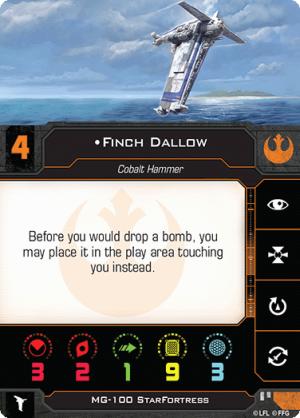 4
•Finch Dallow
Cobalt Hammer
Before you would drop a bomb, you
may place it in the play area touching
you instead.
3 2 1 9 3
MG-100 StarFortress
©LFL ©FFG